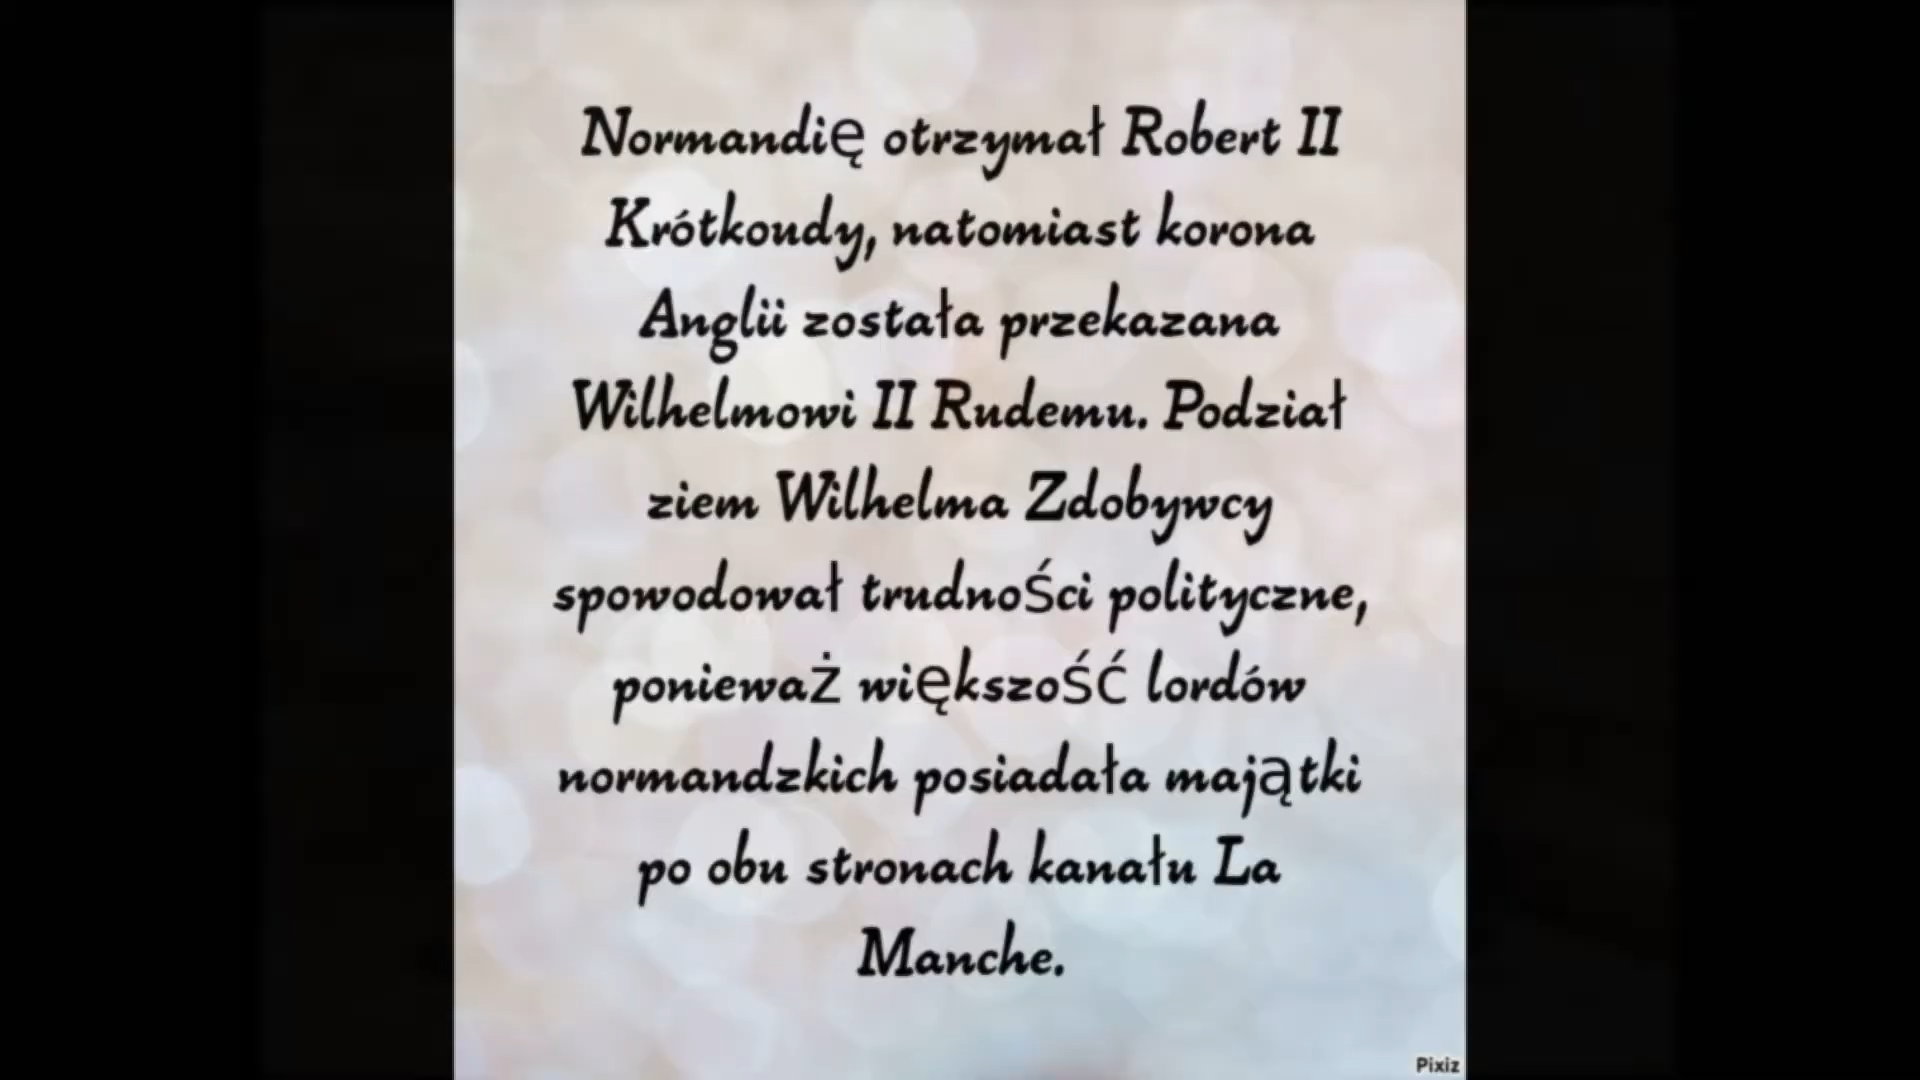 Normandię otrzymał Robert II
Krótkoudy, natomiast korona
Anglii została przekazana
Wilhelmowi II Rudemu. Podział
ziem Wilhelma Zdobywcy
spowodował trudności polityczne,
ponieważ większość lordów
normandzkich posiadała majątki
po obu stronach kanału La
Manche.
Pixiz